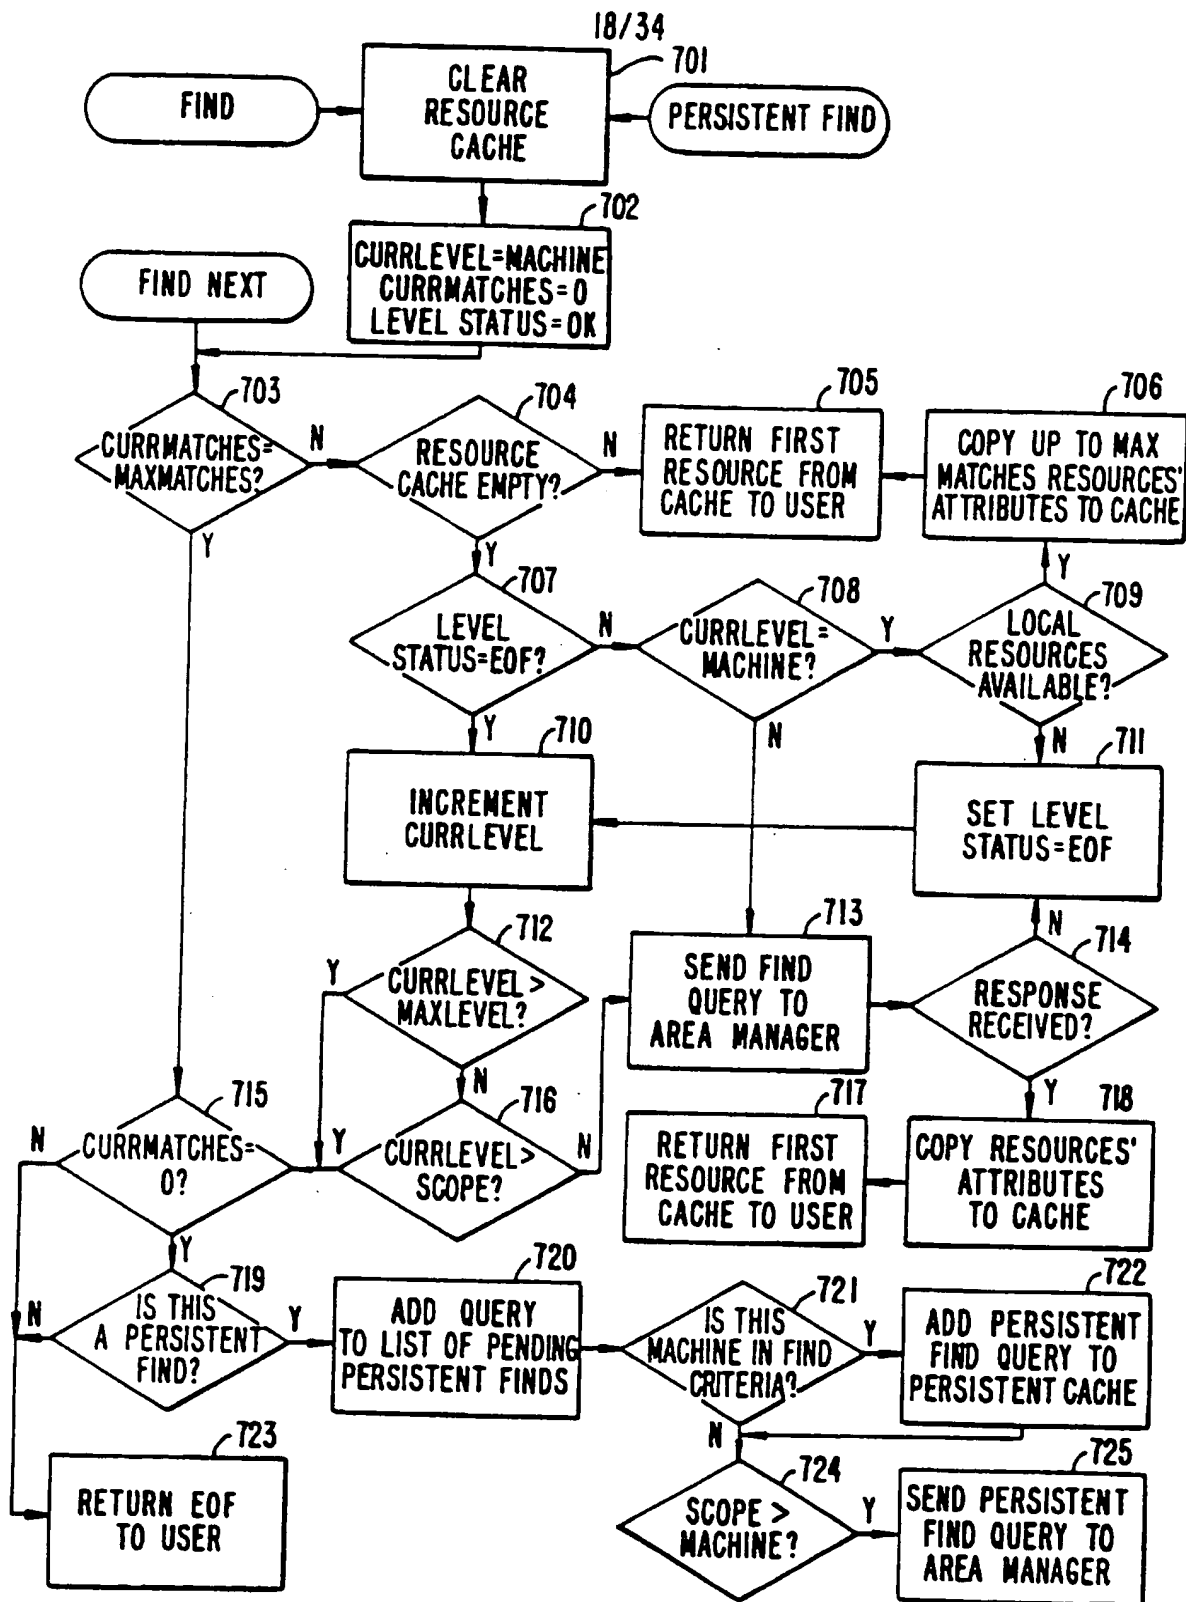 18/34
701
CLEAR
RESOURCE
CACHE
FIND
PERSISTENT FIND
702
CURRLEVEL=MACHINE
CURRMATCHES=0
LEVEL STATUS=OK
FIND NEXT
703
CURRMATCHES=
MAXMATCHES?
N
Y
704
RESOURCE
CACHE EMPTY?
N
Y
705
RETURN FIRST
RESOURCE FROM
CACHE TO USER
706
COPY UP TO MAX
MATCHES RESOURCES'
ATTRIBUTES TO CACHE
Y
707
LEVEL
STATUS=EOF?
N
Y
708
CURRLEVEL=
MACHINE?
Y
N
709
LOCAL
RESOURCES
AVAILABLE?
N
710
INCREMENT
CURRLEVEL
711
SET LEVEL
STATUS=EOF
N
712
CURRLEVEL>
MAXLEVEL?
Y
N
713
SEND FIND
QUERY TO
AREA MANAGER
714
RESPONSE
RECEIVED?
Y
715
CURRMATCHES=
0?
N
Y
716
CURRLEVEL>
SCOPE?
Y
N
717
RETURN FIRST
RESOURCE FROM
CACHE TO USER
718
COPY RESOURCES'
ATTRIBUTES
TO CACHE
719
IS THIS
A PERSISTENT
FIND?
N
Y
720
ADD QUERY
TO LIST OF PENDING
PERSISTENT FINDS
721
IS THIS
MACHINE IN FIND
CRITERIA?
Y
N
722
ADD PERSISTENT
FIND QUERY TO
PERSISTENT CACHE
723
RETURN EOF
TO USER
724
SCOPE >
MACHINE?
Y
725
SEND PERSISTENT
FIND QUERY TO
AREA MANAGER